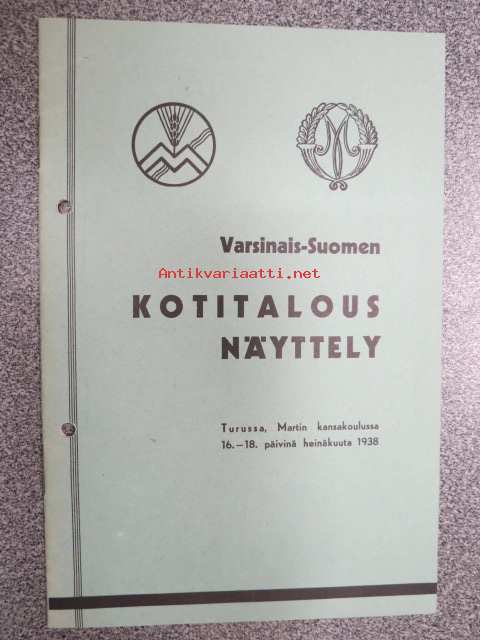 Varsinais-Suomen
Antikvariaatti.net
KOTITALOUS
NÄYTTELY
Turussa, Martin kansakoulussa
16.—18. päivinä heinäkuuta 1938